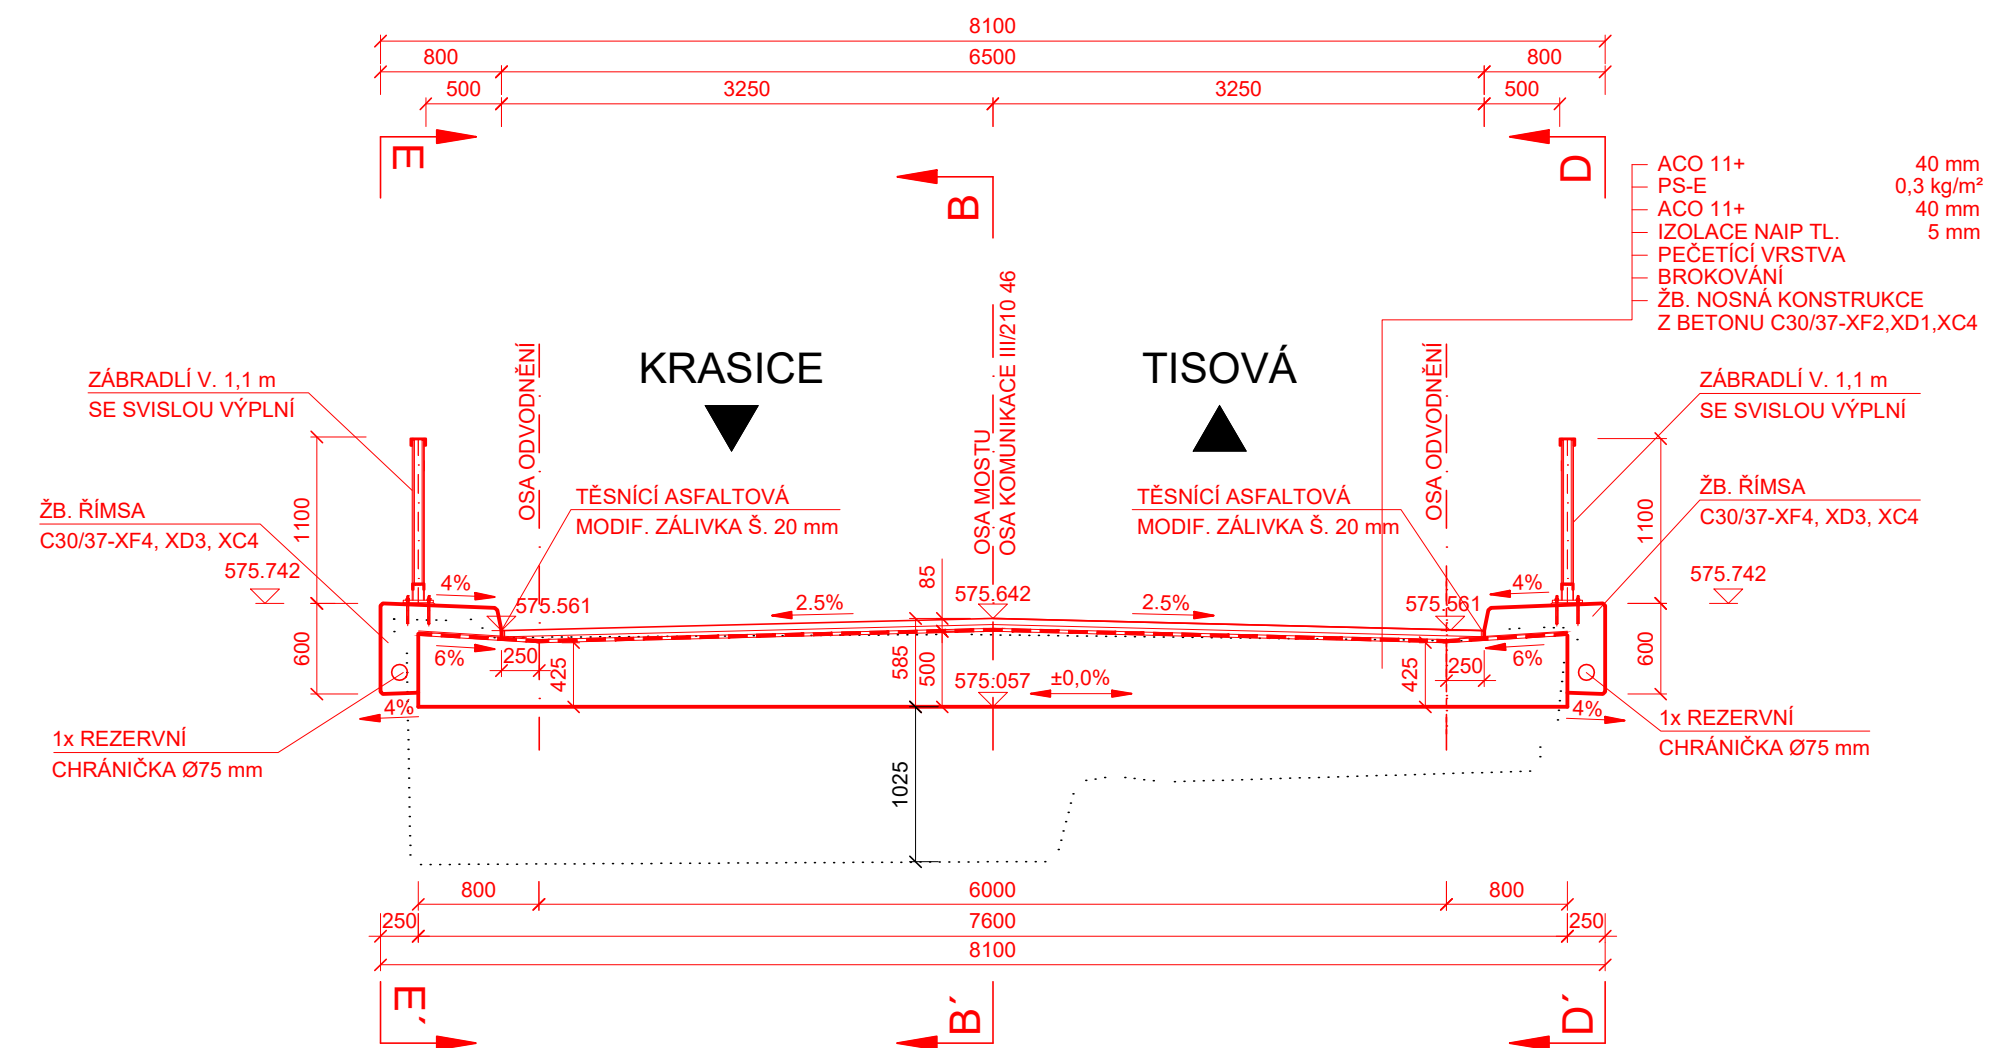 8100
800 6500 800
500 3250 3250 500
E
B
D
ACO 11+ 40 mm
PS-E 0,3 kg/m²
ACO 11+ 40 mm
IZOLACE NAIP TL. 5 mm
PEČETÍCÍ VRSTVA
BROKOVÁNÍ
ŽB. NOSNÁ KONSTRUKCE
Z BETONU C30/37-XF2,XD1,XC4
KRASICE
TISOVÁ
OSA ODVODNĚNÍ
OSA MOSTU
OSA KOMUNIKACE III/210 46
OSA ODVODNĚNÍ
ZÁBRADLÍ V. 1,1 m
SE SVISLOU VÝPLNÍ
ZÁBRADLÍ V. 1,1 m
SE SVISLOU VÝPLNÍ
TĚSNÍCÍ ASFALTOVÁ
MODIF. ZÁLIVKA Š. 20 mm
TĚSNÍCÍ ASFALTOVÁ
MODIF. ZÁLIVKA Š. 20 mm
ŽB. ŘÍMSA
C30/37-XF4, XD3, XC4
ŽB. ŘÍMSA
C30/37-XF4, XD3, XC4
1100
1100
575.742
575.742
4%
575.561
2.5%
85
575.642
2.5%
575.561
4%
600
6%
250
425
585
500
575.057
±0,0%
425
250
6%
600
4%
4%
1x REZERVNÍ
CHRÁNIČKA Ø75 mm
1x REZERVNÍ
CHRÁNIČKA Ø75 mm
1025
800 6000 800
250 7600 250
8100
E´
B´
D´